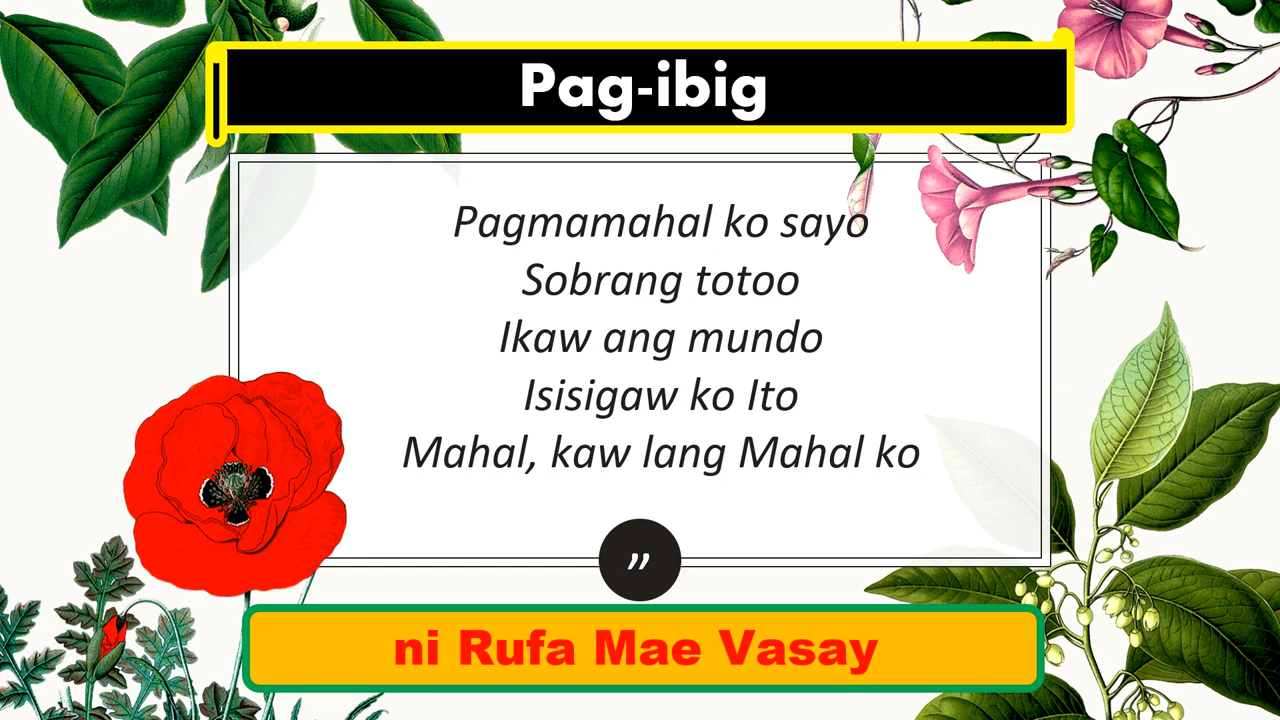 Pag-ibig
Pagmamahal ko sayo
Sobrang totoo
Ikaw ang mundo
Isisigaw ko Ito
Mahal, kaw lang Mahal ko
”
ni Rufa Mae Vasay